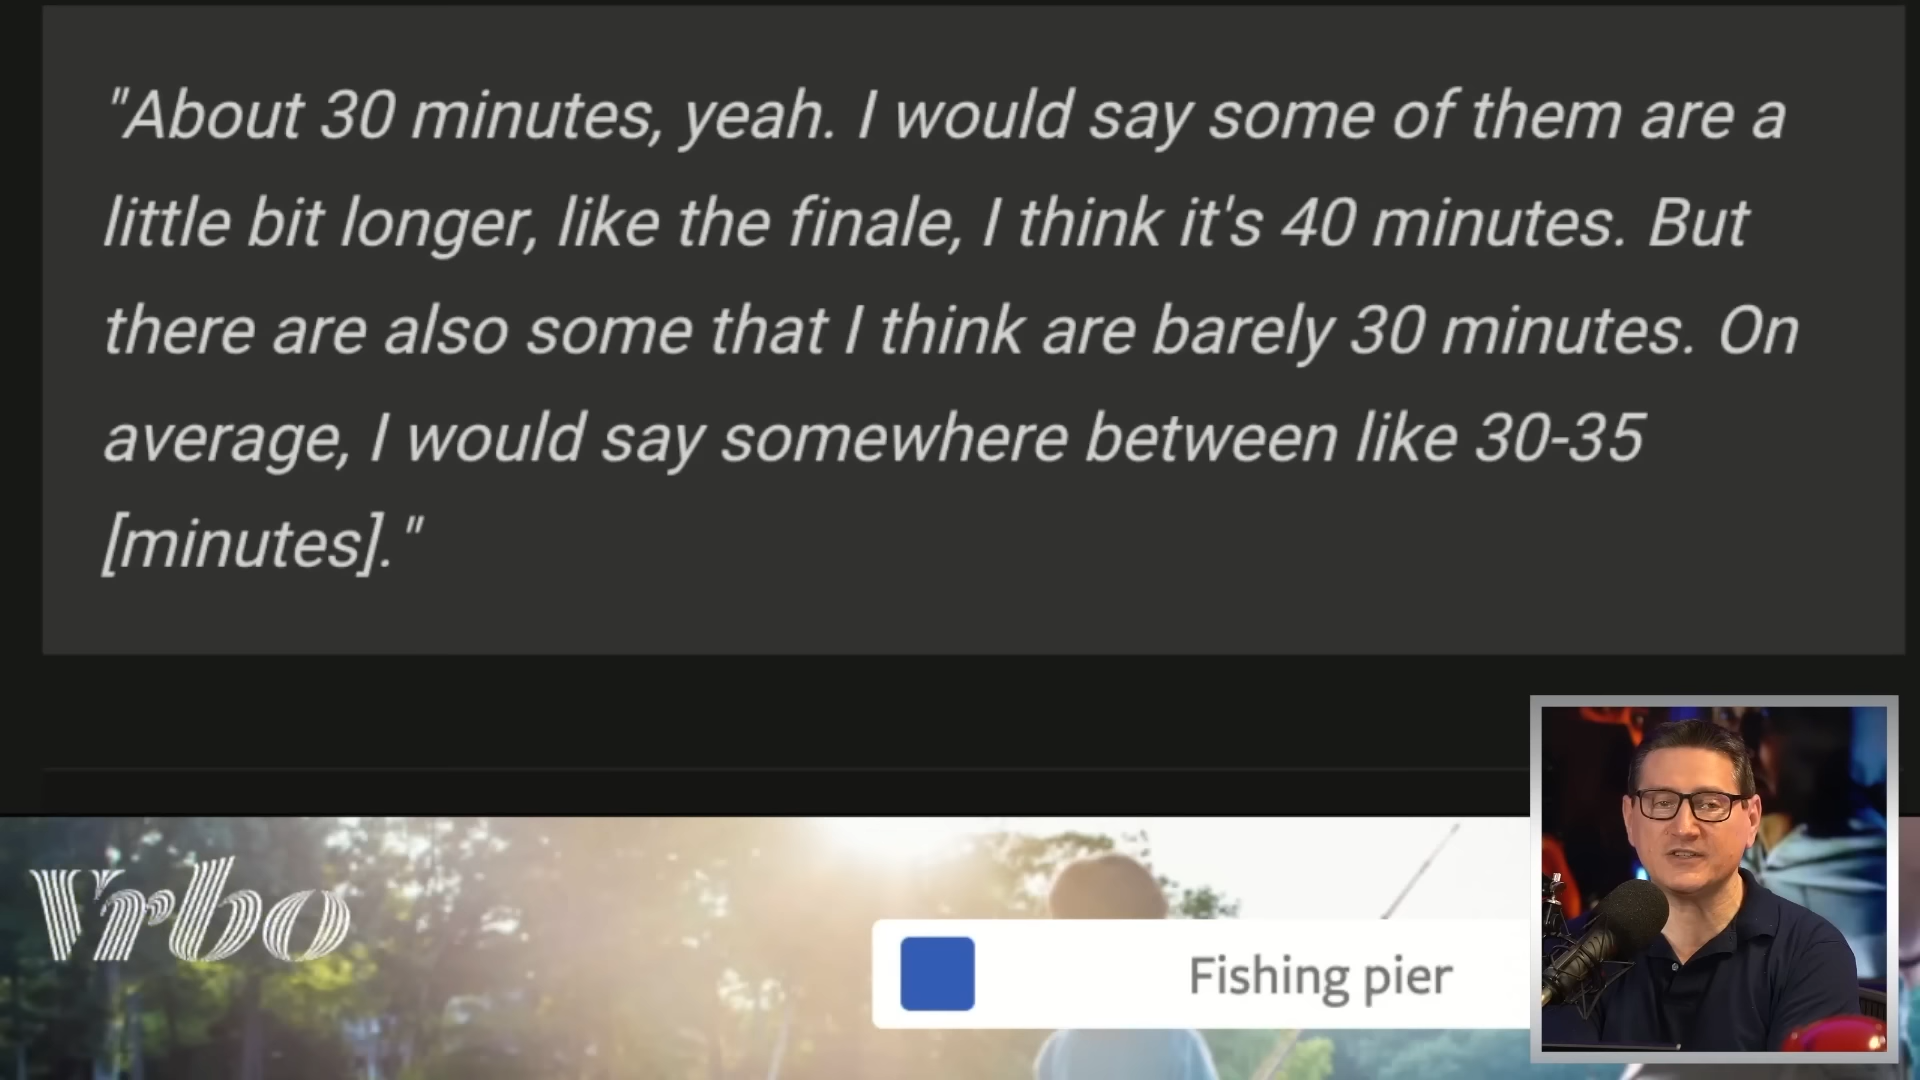 "About 30 minutes, yeah. I would say some of them are a
little bit longer, like the finale, I think it's 40 minutes. But
there are also some that I think are barely 30 minutes. On
average, I would say somewhere between like 30-35
[minutes]."
Vrbo
Fishing pier